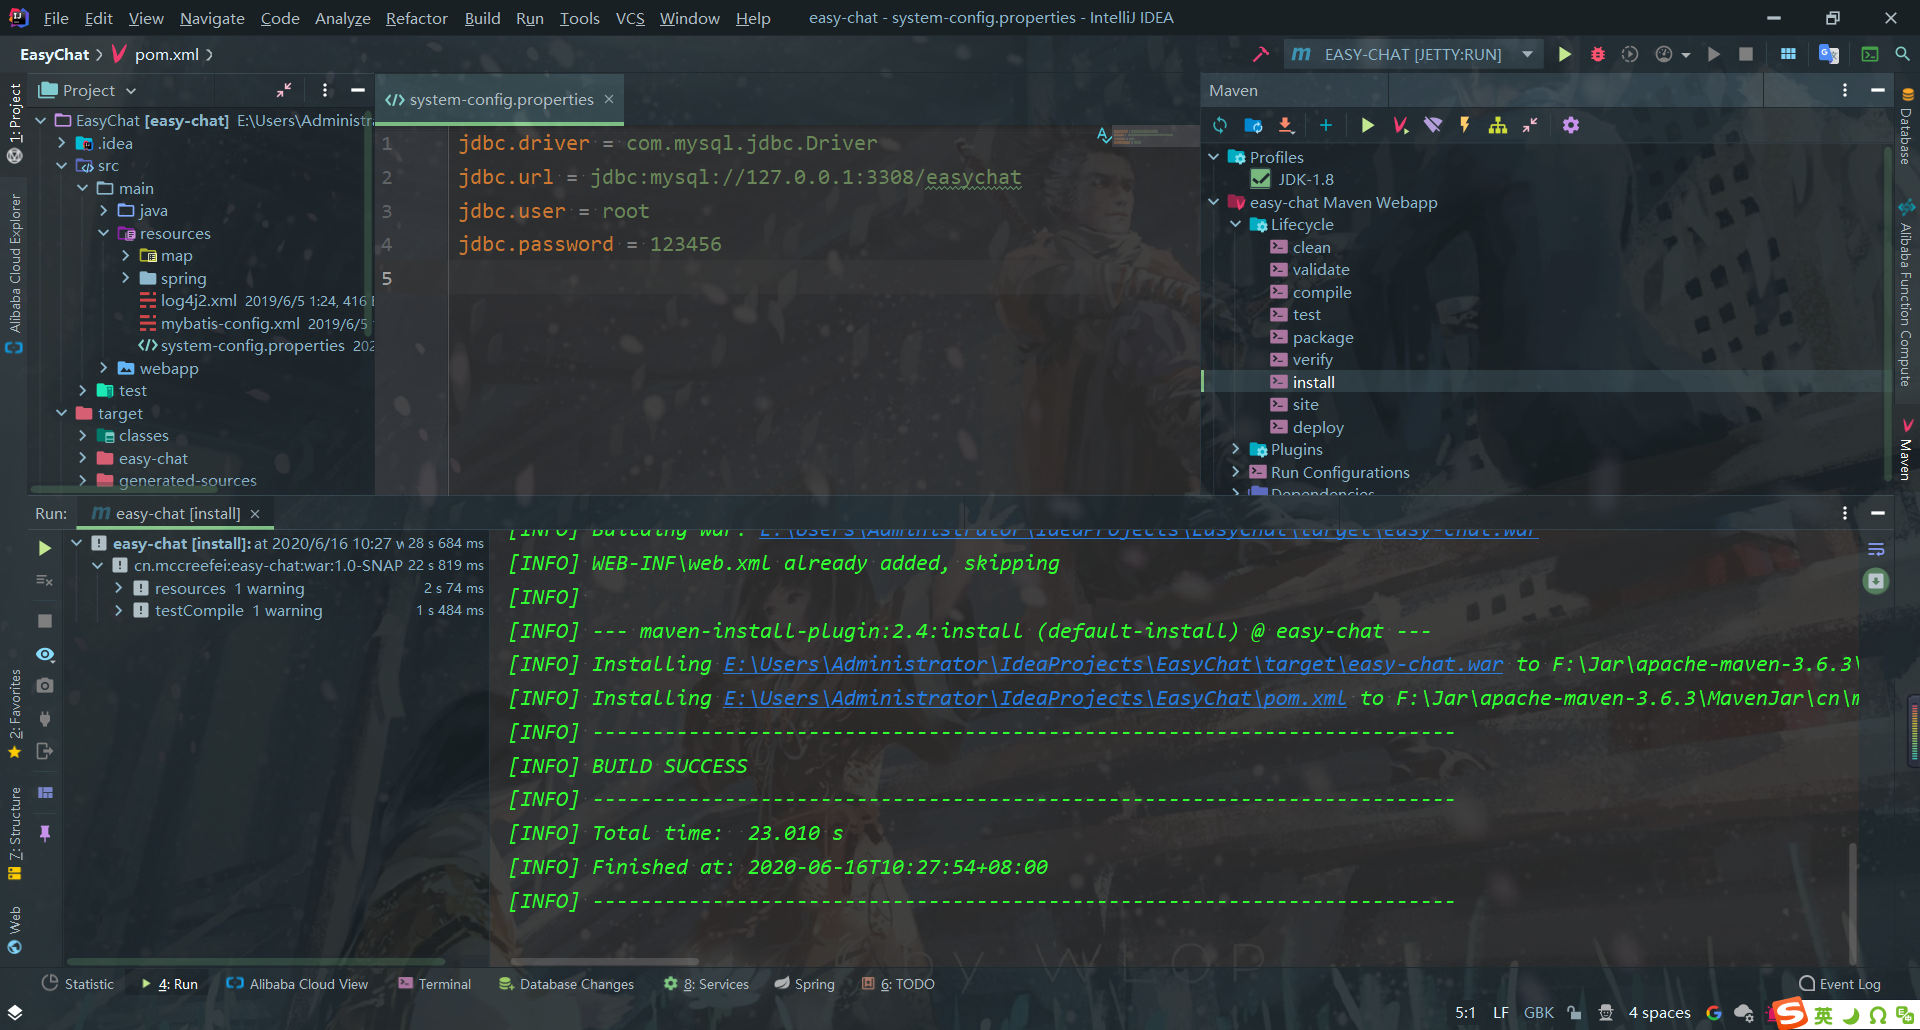 File Edit View Navigate Code Analyze Refactor Build Run Tools VCS Window Help easy-chat - system-config.properties - IntelliJ IDEA
EasyChat pom.xml EASY-CHAT [JETTY:RUN]
Project
system-config.properties
Maven
1: Project
Alibaba Cloud Explorer
2: Favorites
7: Structure
Web
EasyChat [easy-chat] E:\Users\Administra
.idea
src
main
java
resources
map
spring
log4j2.xml 2019/6/5 1:24, 416
mybatis-config.xml 2019/6/5
system-config.properties 202
webapp
test
target
classes
easy-chat
generated-sources
1 jdbc.driver = com.mysql.jdbc.Driver
2 jdbc.url = jdbc:mysql://127.0.0.1:3308/easychat
3 jdbc.user = root
4 jdbc.password = 123456
5
Profiles
JDK-1.8
easy-chat Maven Webapp
Lifecycle
clean
validate
compile
test
package
verify
install
site
deploy
Plugins
Run Configurations
Dependencies
Database
Alibaba Function Compute
Maven
Run: easy-chat [install]
easy-chat [install]: at 2020/6/16 10:27 w 28 s 684 ms
cn.mccreefei:easy-chat:war:1.0-SNAP 22 s 819 ms
resources 1 warning 2 s 74 ms
testCompile 1 warning 1 s 484 ms
[INFO] Building war: E:\Users\Administrator\IdeaProjects\EasyChat\target\easy-chat.war
[INFO] WEB-INF\web.xml already added, skipping
[INFO]
[INFO] --- maven-install-plugin:2.4:install (default-install) @ easy-chat ---
[INFO] Installing E:\Users\Administrator\IdeaProjects\EasyChat\target\easy-chat.war to F:\Jar\apache-maven-3.6.3\
[INFO] Installing E:\Users\Administrator\IdeaProjects\EasyChat\pom.xml to F:\Jar\apache-maven-3.6.3\MavenJar\cn\m
[INFO] ------------------------------------------------------------------------
[INFO] BUILD SUCCESS
[INFO] ------------------------------------------------------------------------
[INFO] Total time: 23.010 s
[INFO] Finished at: 2020-06-16T10:27:54+08:00
[INFO] ------------------------------------------------------------------------
by WLOP
Statistic 4: Run Alibaba Cloud View Terminal Database Changes 8: Services Spring 6: TODO Event Log
5:1 LF GBK 4 spaces 英